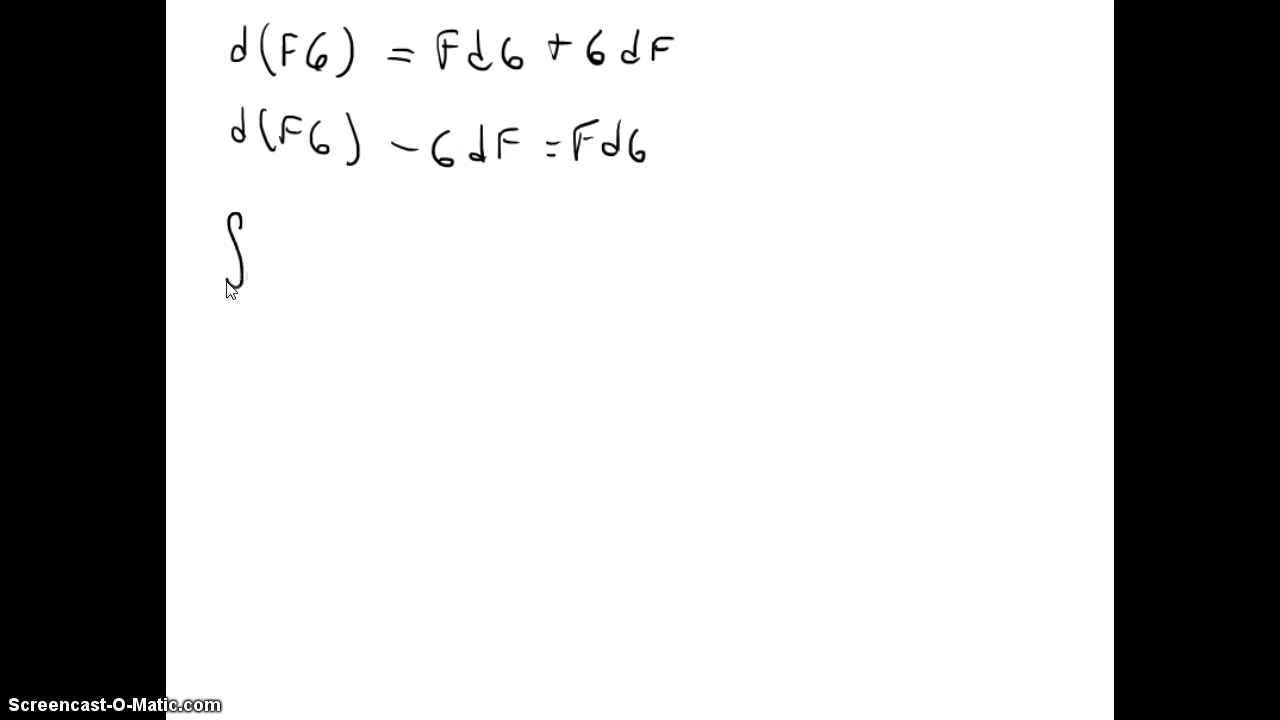 d(FG) = FdG + GdF
d(FG) - GdF = FdG
∫
Screencast-O-Matic.com